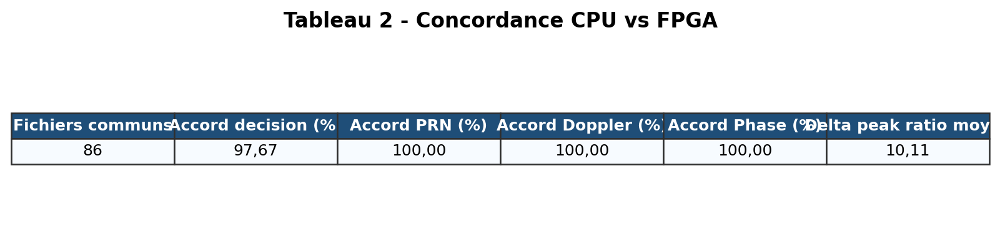 Tableau 2 - Concordance CPU vs FPGA
Fichiers communs Accord decision (% Accord PRN (%) Accord Doppler (%) Accord Phase (%) Delta peak ratio moy
86 97,67 100,00 100,00 100,00 10,11